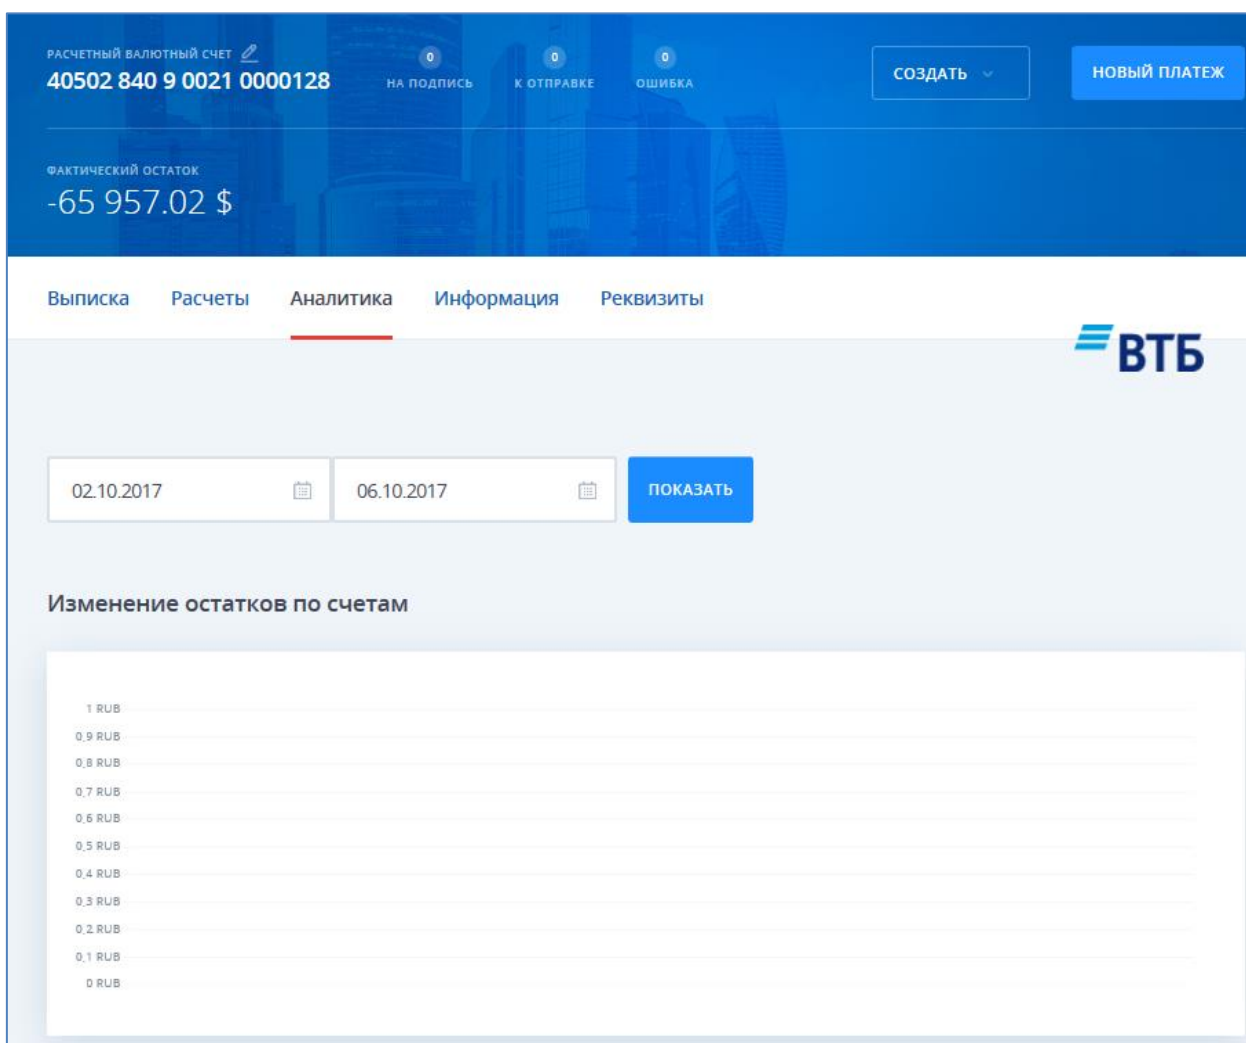 РАСЧЕТНЫЙ ВАЛЮТНЫЙ СЧЕТ
40502 840 9 0021 0000128
0
НА ПОДПИСЬ
0
К ОТПРАВКЕ
0
ОШИБКА
СОЗДАТЬ
НОВЫЙ ПЛАТЕЖ
ФАКТИЧЕСКИЙ ОСТАТОК
-65 957.02 $
Выписка Расчеты Аналитика Информация Реквизиты
ВТБ
02.10.2017 06.10.2017 ПОКАЗАТЬ
Изменение остатков по счетам
1 RUB
0,9 RUB
0,8 RUB
0,7 RUB
0,6 RUB
0,5 RUB
0,4 RUB
0,3 RUB
0,2 RUB
0,1 RUB
0 RUB